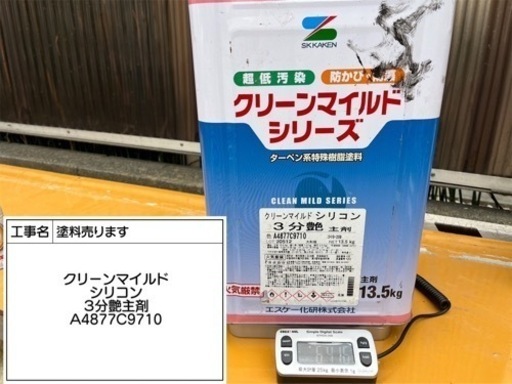 SK KAKEN
超低汚染
防かび・
クリーンマイルド
シリーズ
ターペン系特殊樹脂塗料
CLEAN MILD SERIES
クリーンマイルド シリコン
3分艶 主剤
A4877C9710
主剤
13.5kg
火気厳禁
エスケー化研株式会社
工事名 塗料売ります
クリーンマイルド
シリコン
3分艶主剤
A4877C9710